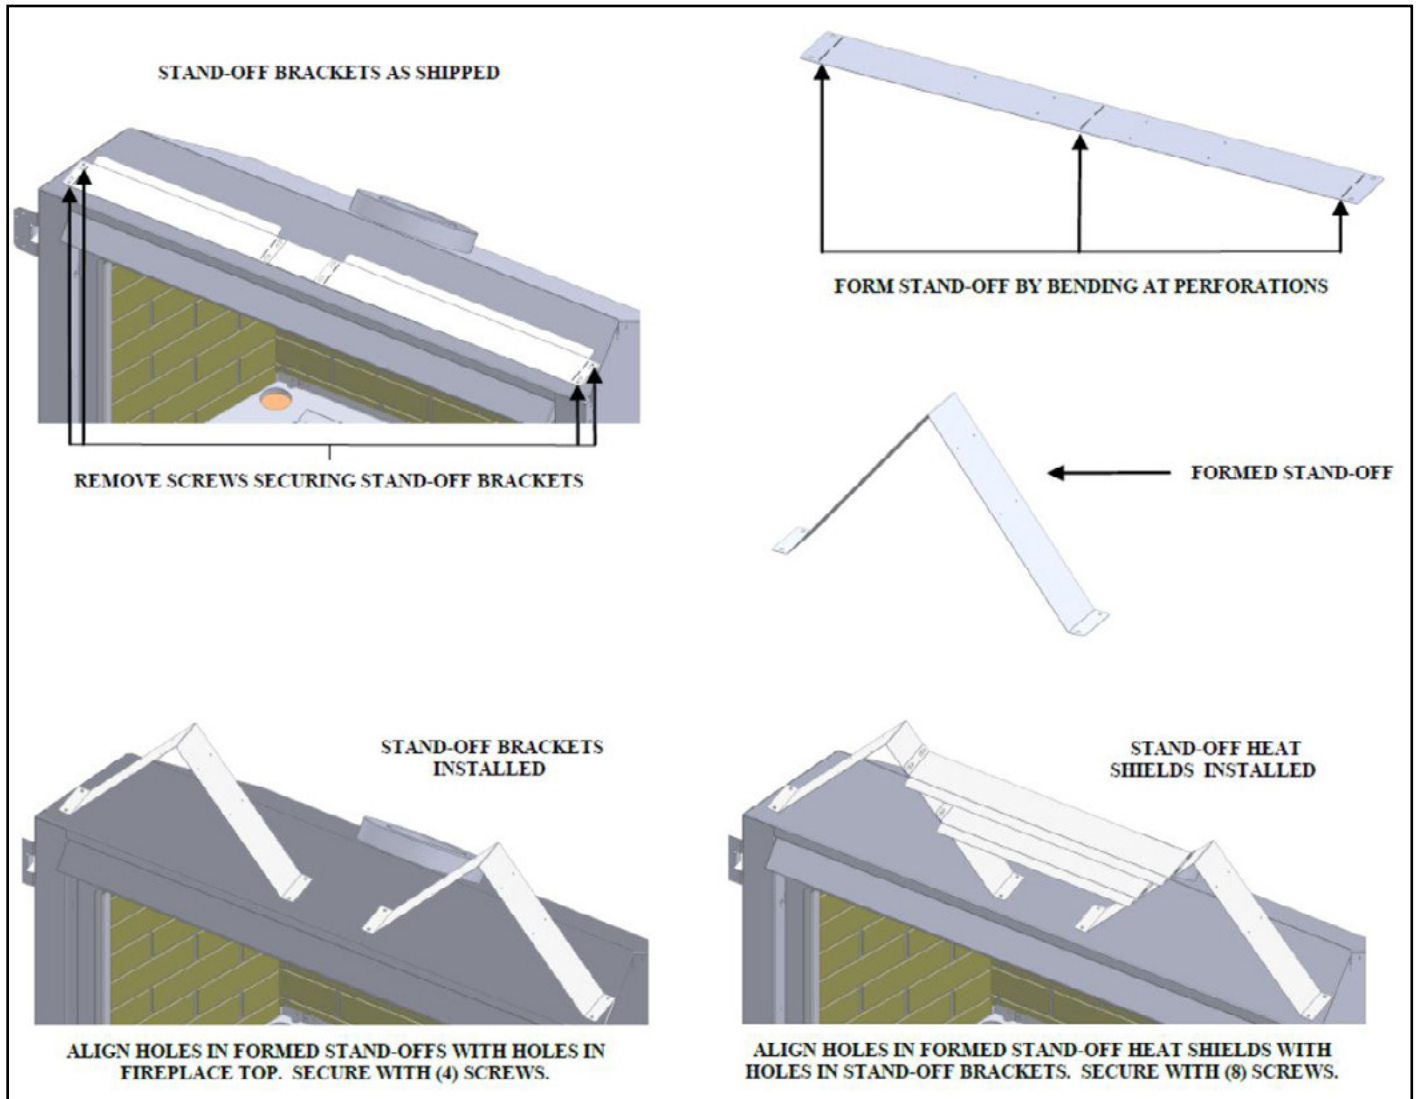 STAND-OFF BRACKETS AS SHIPPED
REMOVE SCREWS SECURING STAND-OFF BRACKETS
FORM STAND-OFF BY BENDING AT PERFORATIONS
FORMED STAND-OFF
STAND-OFF BRACKETS
INSTALLED
ALIGN HOLES IN FORMED STAND-OFFS WITH HOLES IN
FIREPLACE TOP.  SECURE WITH (4) SCREWS.
STAND-OFF HEAT
SHIELDS  INSTALLED
ALIGN HOLES IN FORMED STAND-OFF HEAT SHIELDS WITH
HOLES IN STAND-OFF BRACKETS.  SECURE WITH (8) SCREWS.